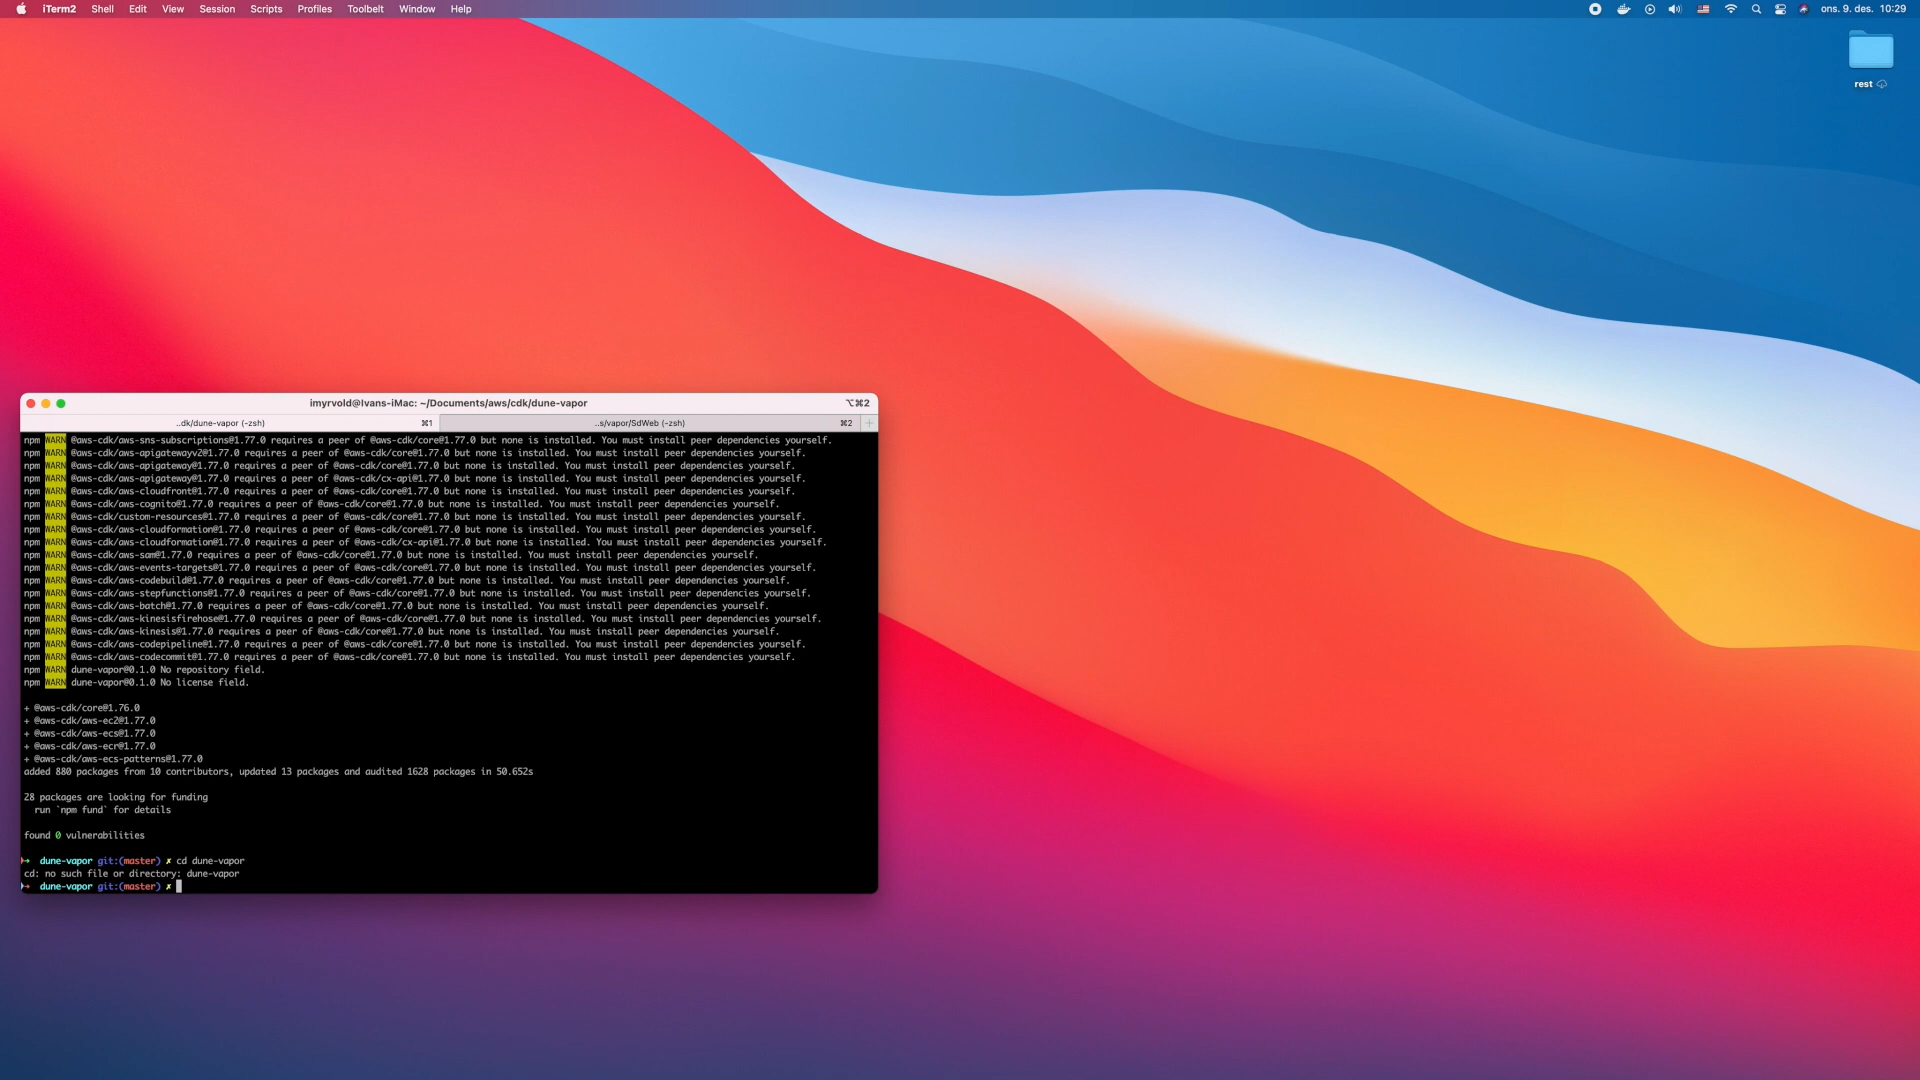 iTerm2 Shell Edit View Session Scripts Profiles Toolbelt Window Help ons. 9. des. 10:29
rest
imyrvold@Ivans-iMac: ~/Documents/aws/cdk/dune-vapor ⌥⌘2
..dk/dune-vapor (-zsh) ⌘1 ..s/vapor/SdWeb (-zsh) ⌘2 +
npm WARN @aws-cdk/aws-sns-subscriptions@1.77.0 requires a peer of @aws-cdk/core@1.77.0 but none is installed. You must install peer dependencies yourself.
npm WARN @aws-cdk/aws-apigatewayv2@1.77.0 requires a peer of @aws-cdk/core@1.77.0 but none is installed. You must install peer dependencies yourself.
npm WARN @aws-cdk/aws-apigateway@1.77.0 requires a peer of @aws-cdk/core@1.77.0 but none is installed. You must install peer dependencies yourself.
npm WARN @aws-cdk/aws-apigateway@1.77.0 requires a peer of @aws-cdk/cx-api@1.77.0 but none is installed. You must install peer dependencies yourself.
npm WARN @aws-cdk/aws-cloudfront@1.77.0 requires a peer of @aws-cdk/core@1.77.0 but none is installed. You must install peer dependencies yourself.
npm WARN @aws-cdk/aws-cognito@1.77.0 requires a peer of @aws-cdk/core@1.77.0 but none is installed. You must install peer dependencies yourself.
npm WARN @aws-cdk/custom-resources@1.77.0 requires a peer of @aws-cdk/core@1.77.0 but none is installed. You must install peer dependencies yourself.
npm WARN @aws-cdk/aws-cloudformation@1.77.0 requires a peer of @aws-cdk/core@1.77.0 but none is installed. You must install peer dependencies yourself.
npm WARN @aws-cdk/aws-cloudformation@1.77.0 requires a peer of @aws-cdk/cx-api@1.77.0 but none is installed. You must install peer dependencies yourself.
npm WARN @aws-cdk/aws-sam@1.77.0 requires a peer of @aws-cdk/core@1.77.0 but none is installed. You must install peer dependencies yourself.
npm WARN @aws-cdk/aws-events-targets@1.77.0 requires a peer of @aws-cdk/core@1.77.0 but none is installed. You must install peer dependencies yourself.
npm WARN @aws-cdk/aws-codebuild@1.77.0 requires a peer of @aws-cdk/core@1.77.0 but none is installed. You must install peer dependencies yourself.
npm WARN @aws-cdk/aws-stepfunctions@1.77.0 requires a peer of @aws-cdk/core@1.77.0 but none is installed. You must install peer dependencies yourself.
npm WARN @aws-cdk/aws-batch@1.77.0 requires a peer of @aws-cdk/core@1.77.0 but none is installed. You must install peer dependencies yourself.
npm WARN @aws-cdk/aws-kinesisfirehose@1.77.0 requires a peer of @aws-cdk/core@1.77.0 but none is installed. You must install peer dependencies yourself.
npm WARN @aws-cdk/aws-kinesis@1.77.0 requires a peer of @aws-cdk/core@1.77.0 but none is installed. You must install peer dependencies yourself.
npm WARN @aws-cdk/aws-codepipeline@1.77.0 requires a peer of @aws-cdk/core@1.77.0 but none is installed. You must install peer dependencies yourself.
npm WARN @aws-cdk/aws-codecommit@1.77.0 requires a peer of @aws-cdk/core@1.77.0 but none is installed. You must install peer dependencies yourself.
npm WARN dune-vapor@0.1.0 No repository field.
npm WARN dune-vapor@0.1.0 No license field.
+ @aws-cdk/core@1.76.0
+ @aws-cdk/aws-ec2@1.77.0
+ @aws-cdk/aws-ecs@1.77.0
+ @aws-cdk/aws-ecr@1.77.0
+ @aws-cdk/aws-ecs-patterns@1.77.0
added 880 packages from 10 contributors, updated 13 packages and audited 1628 packages in 50.652s
28 packages are looking for funding
run `npm fund` for details
found 0 vulnerabilities
➜ dune-vapor git:(master) ✗ cd dune-vapor
cd: no such file or directory: dune-vapor
➜ dune-vapor git:(master) ✗